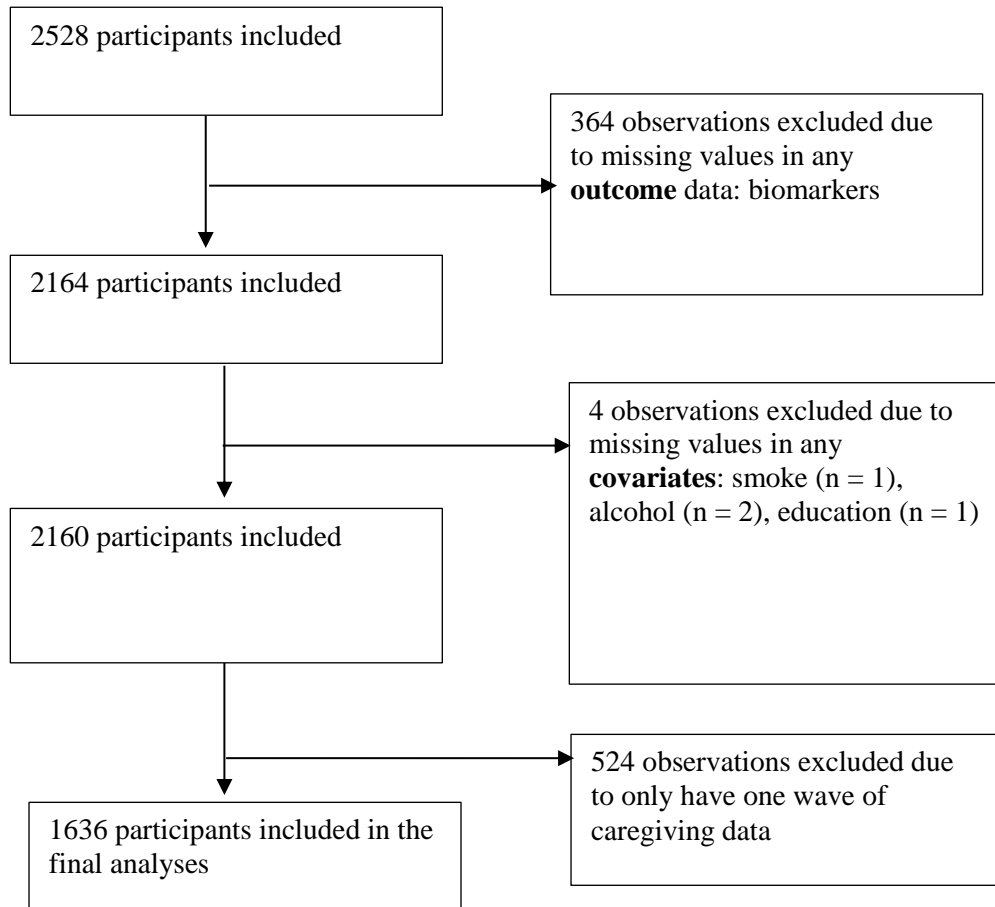 2528 participants included
364 observations excluded due
to missing values in any
outcome data: biomarkers
2164 participants included
4 observations excluded due to
missing values in any
covariates: smoke (n = 1),
alcohol (n = 2), education (n = 1)
2160 participants included
524 observations excluded due
to only have one wave of
caregiving data
1636 participants included in the
final analyses